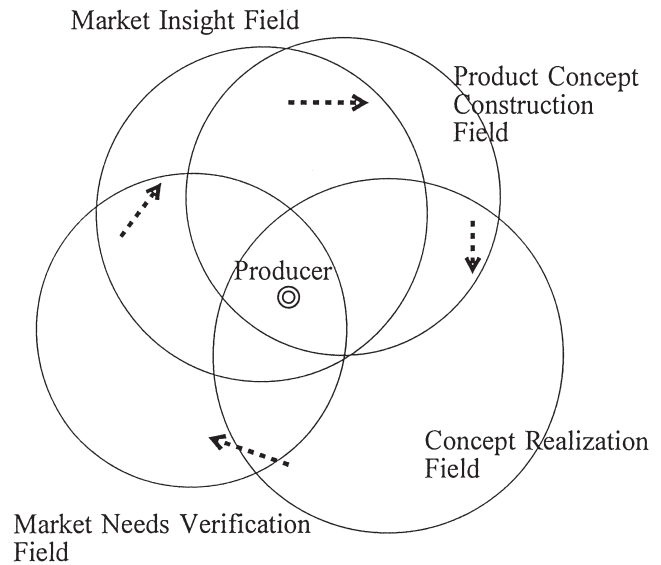 Market Insight Field
Product Concept
Construction
Field
Producer
Concept Realization
Field
Market Needs Verification
Field